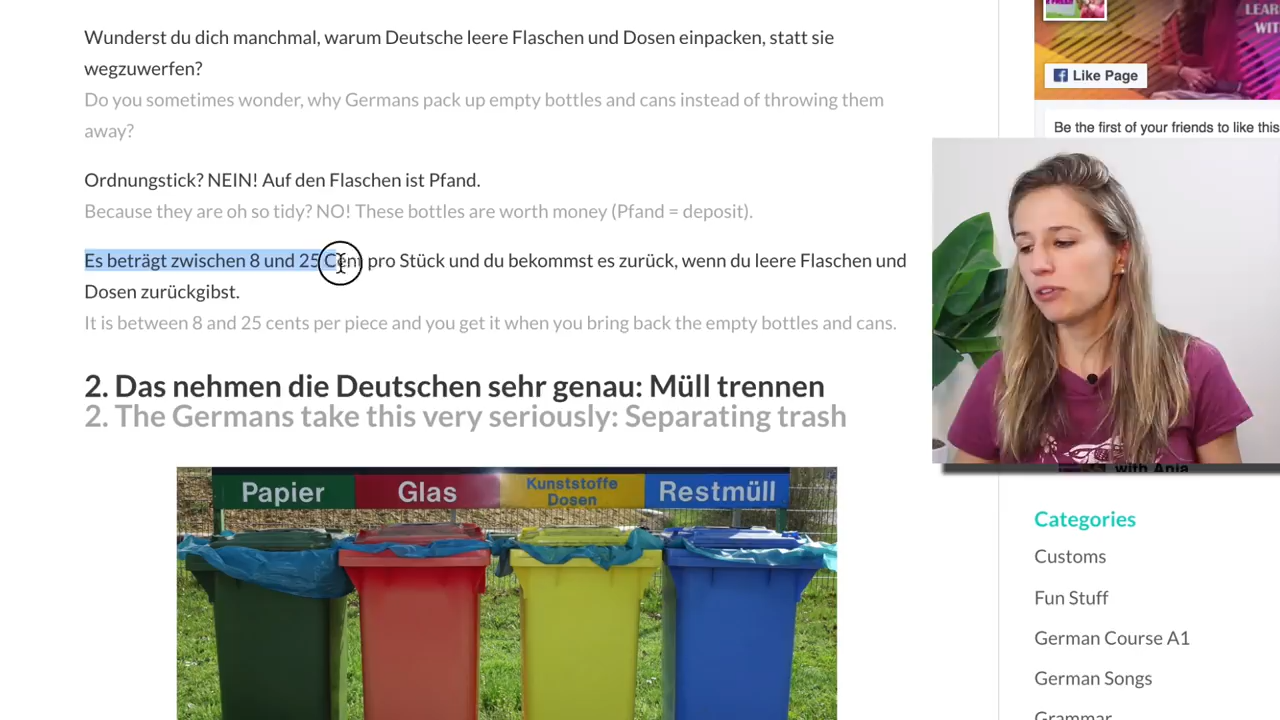 Wunderst du dich manchmal, warum Deutsche leere Flaschen und Dosen einpacken, statt sie
wegzuwerfen?
Do you sometimes wonder, why Germans pack up empty bottles and cans instead of throwing them
away?
Ordnungstick? NEIN! Auf den Flaschen ist Pfand.
Because they are oh so tidy? NO! These bottles are worth money (Pfand = deposit).
Es beträgt zwischen 8 und 25 Cent pro Stück und du bekommst es zurück, wenn du leere Flaschen und
Dosen zurückgibst.
It is between 8 and 25 cents per piece and you get it when you bring back the empty bottles and cans.
2. Das nehmen die Deutschen sehr genau: Müll trennen
2. The Germans take this very seriously: Separating trash
Papier
Glas
Kunststoffe
Dosen
Restmüll
LEAR
WIT
Like Page
Be the first of your friends to like this
with Anja
Categories
Customs
Fun Stuff
German Course A1
German Songs
Grammar